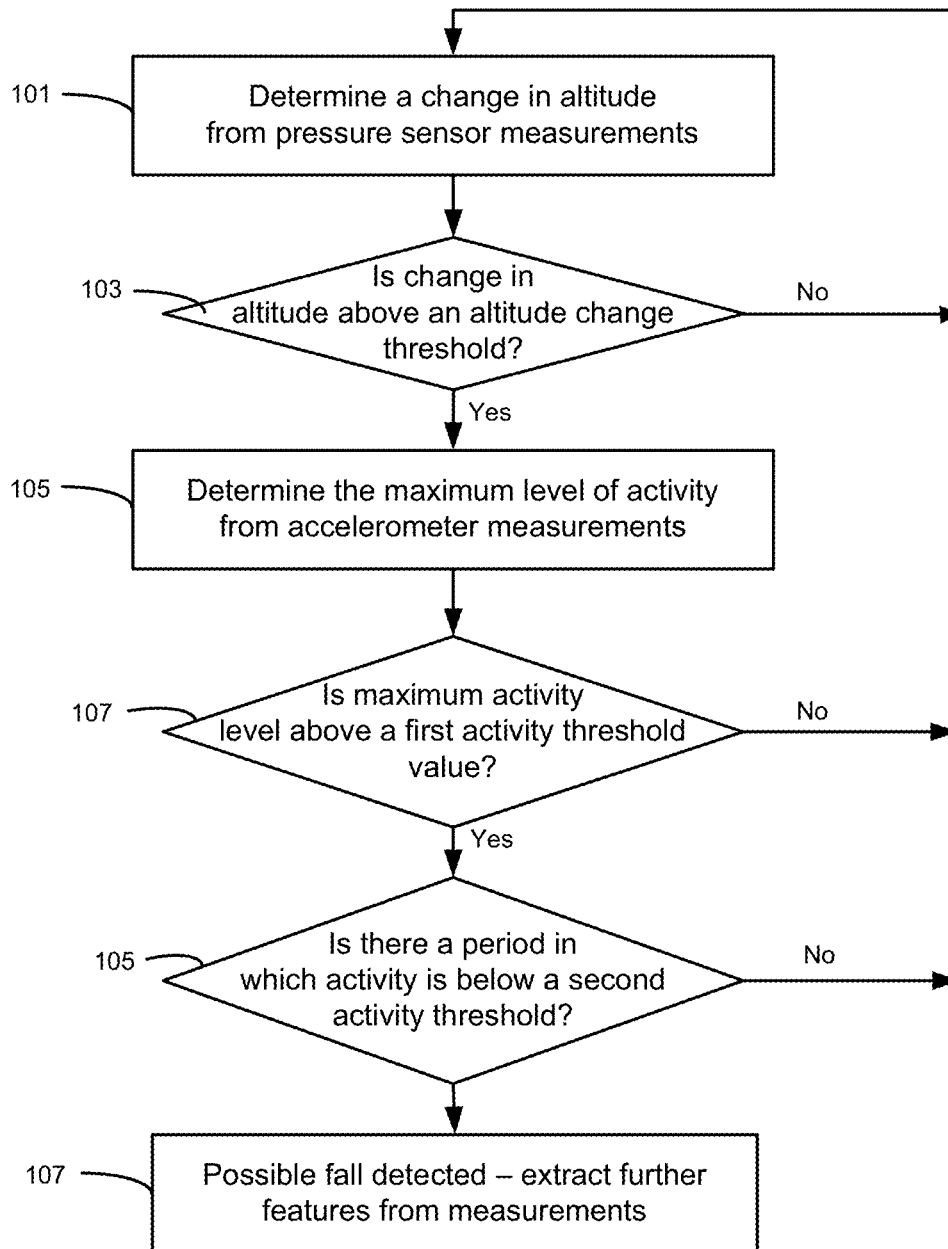 101
Determine a change in altitude
from pressure sensor measurements
103
Is change in
altitude above an altitude change
threshold?
No
Yes
105
Determine the maximum level of activity
from accelerometer measurements
107
Is maximum activity
level above a first activity threshold
value?
No
Yes
105
Is there a period in
which activity is below a second
activity threshold?
No
107
Possible fall detected – extract further
features from measurements